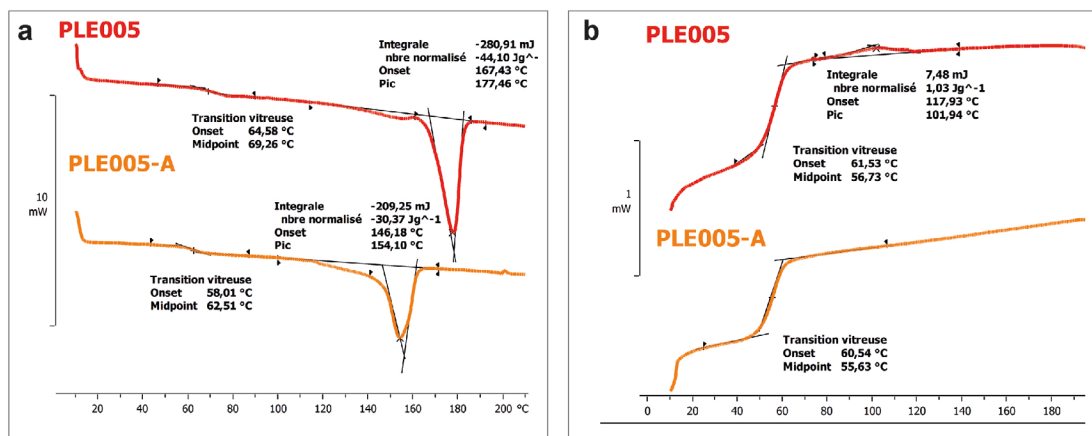 a
PLE005
Integrale -280,91 mJ
nbre normalisé -44,10 Jg^-
Onset 167,43 °C
Pic 177,46 °C
Transition vitreuse
Onset 64,58 °C
Midpoint 69,26 °C
PLE005-A
10
mW
Integrale -209,25 mJ
nbre normalisé -30,37 Jg^-1
Onset 146,18 °C
Pic 154,10 °C
Transition vitreuse
Onset 58,01 °C
Midpoint 62,51 °C
20 40 60 80 100 120 140 160 180 200 °C
b
PLE005
Integrale 7,48 mJ
nbre normalisé 1,03 Jg^-1
Onset 117,93 °C
Pic 101,94 °C
Transition vitreuse
Onset 61,53 °C
Midpoint 56,73 °C
1
mW
PLE005-A
Transition vitreuse
Onset 60,54 °C
Midpoint 55,63 °C
0 20 40 60 80 100 120 140 160 180